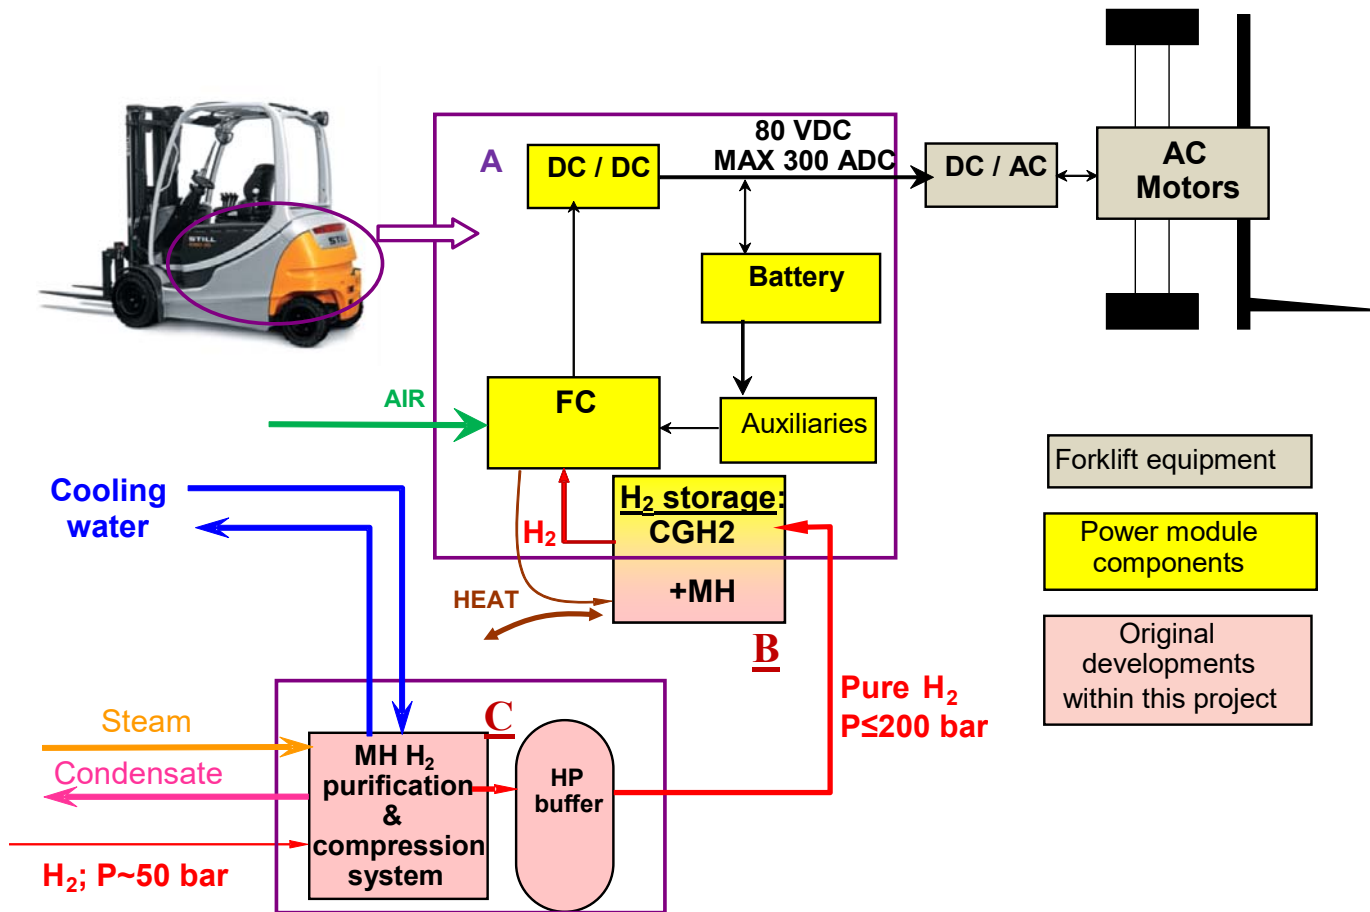 80 VDC
MAX 300 ADC
A
DC / DC
DC / AC
AC
Motors
STILL
STILL
Battery
AIR
FC
Auxiliaries
Forklift equipment
Cooling
water
H₂ storage:
CGH2
+MH
H₂
Power module
components
HEAT
B
Original
developments
within this project
Pure H₂
P≤200 bar
C
Steam
Condensate
MH H₂
purification
&
compression
system
HP
buffer
H₂; P~50 bar